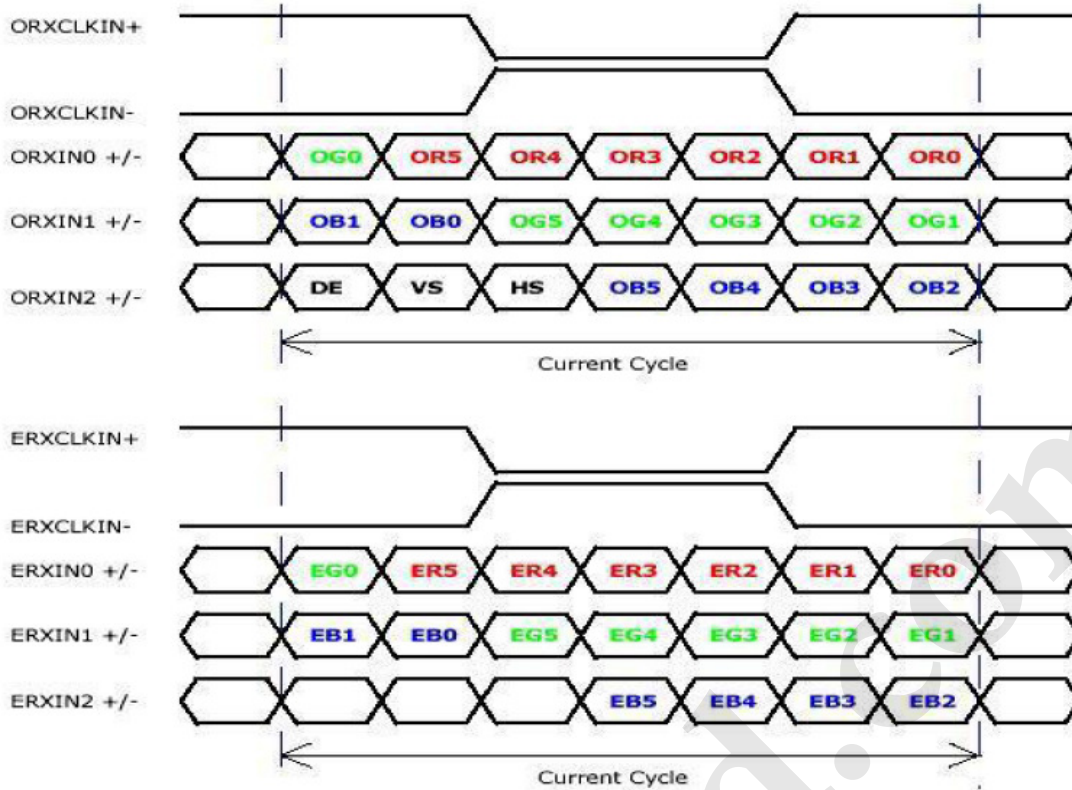 ORXCLKIN+
ORXCLKIN-
ORXIN0 +/- OG0 OR5 OR4 OR3 OR2 OR1 OR0
ORXIN1 +/- OB1 OB0 OG5 OG4 OG3 OG2 OG1
ORXIN2 +/- DE VS HS OB5 OB4 OB3 OB2
Current Cycle
ERXCLKIN+
ERXCLKIN-
ERXIN0 +/- EG0 ER5 ER4 ER3 ER2 ER1 ER0
ERXIN1 +/- EB1 EB0 EG5 EG4 EG3 EG2 EG1
ERXIN2 +/- EB5 EB4 EB3 EB2
Current Cycle